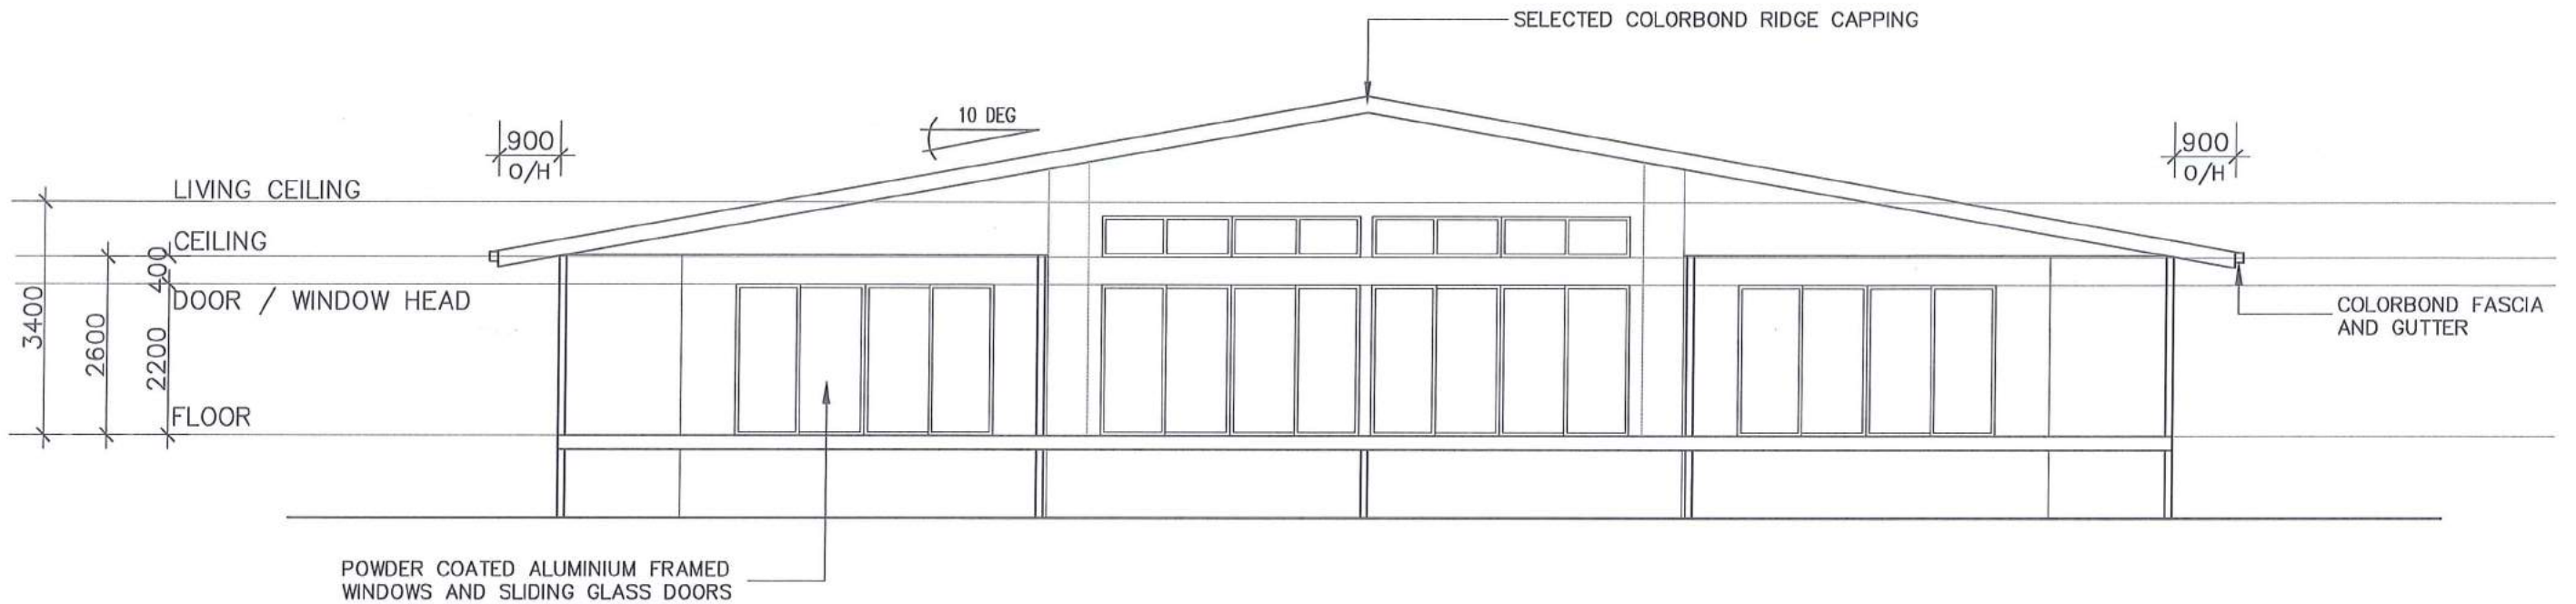 SELECTED COLORBOND RIDGE CAPPING
10 DEG
900
O/H
900
O/H
LIVING CEILING
CEILING
400
DOOR / WINDOW HEAD
3400
2600
2200
COLORBOND FASCIA
AND GUTTER
FLOOR
POWDER COATED ALUMINIUM FRAMED
WINDOWS AND SLIDING GLASS DOORS